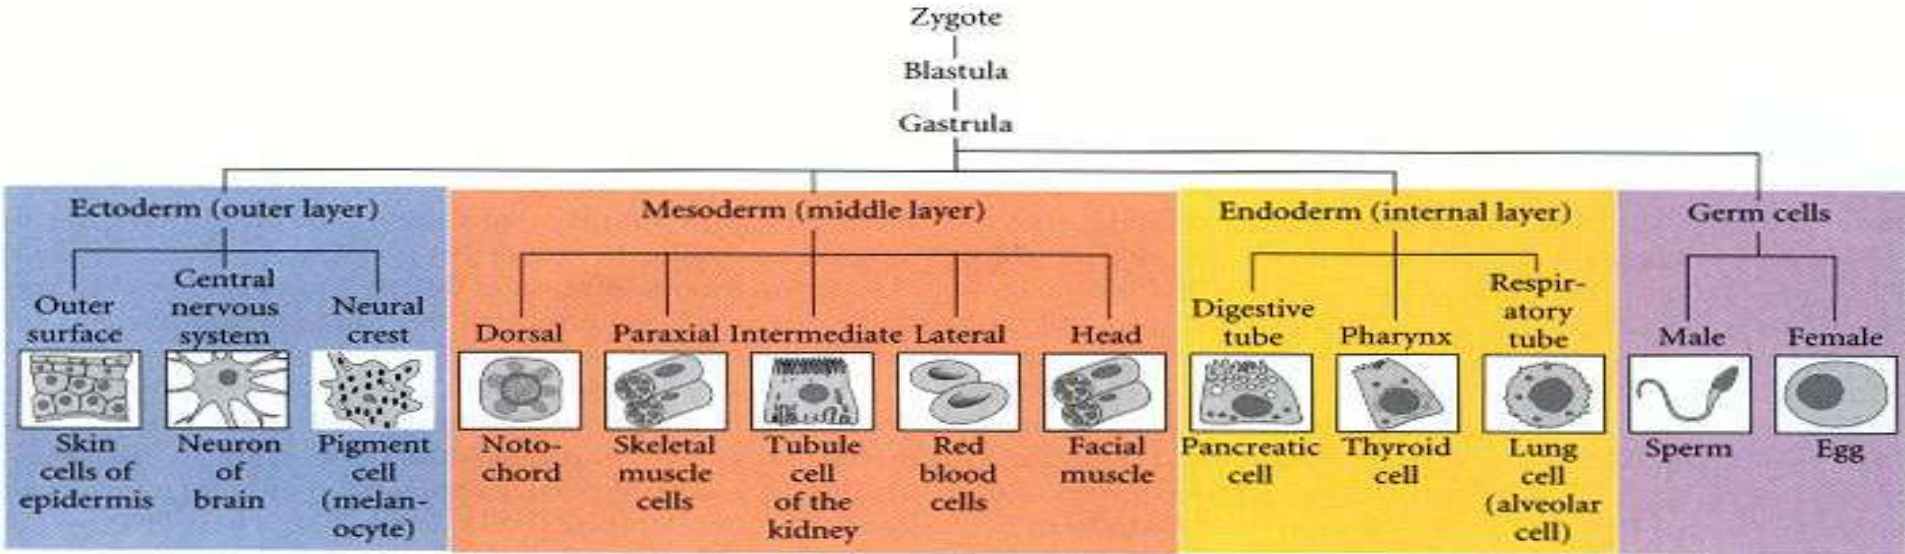 Zygote
Blastula
Gastrula
Ectoderm (outer layer)
Outer
surface
Skin
cells of
epidermis
Central
nervous
system
Neuron
of
brain
Neural
crest
Pigment
cell
(melan-
ocyte)
Mesoderm (middle layer)
Dorsal
Noto-
chord
Paraxial
Skeletal
muscle
cells
Intermediate
Tubule
cell
of the
kidney
Lateral
Red
blood
cells
Head
Facial
muscle
Endoderm (internal layer)
Digestive
tube
Pancreatic
cell
Pharynx
Thyroid
cell
Respir-
atory
tube
Lung
cell
(alveolar
cell)
Germ cells
Male
Sperm
Female
Egg